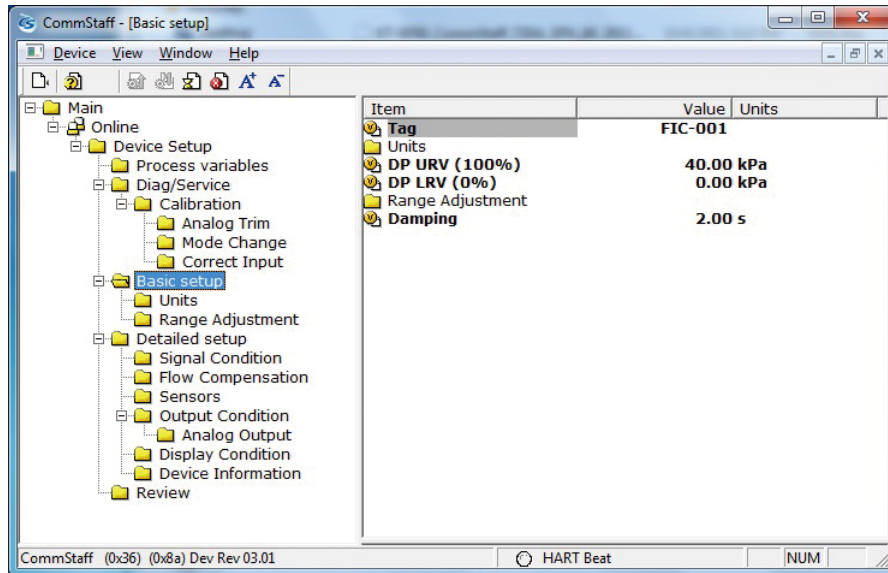 CommStaff - [Basic setup]
Device View Window Help
A+ A-
Main
Online
Device Setup
Process variables
Diag/Service
Calibration
Analog Trim
Mode Change
Correct Input
Basic setup
Units
Range Adjustment
Detailed setup
Signal Condition
Flow Compensation
Sensors
Output Condition
Analog Output
Display Condition
Device Information
Review
Item Value Units
Tag FIC-001
Units
DP URV (100%) 40.00 kPa
DP LRV (0%) 0.00 kPa
Range Adjustment
Damping 2.00 s
CommStaff (0x36) (0x8a) Dev Rev 03.01 HART Beat NUM